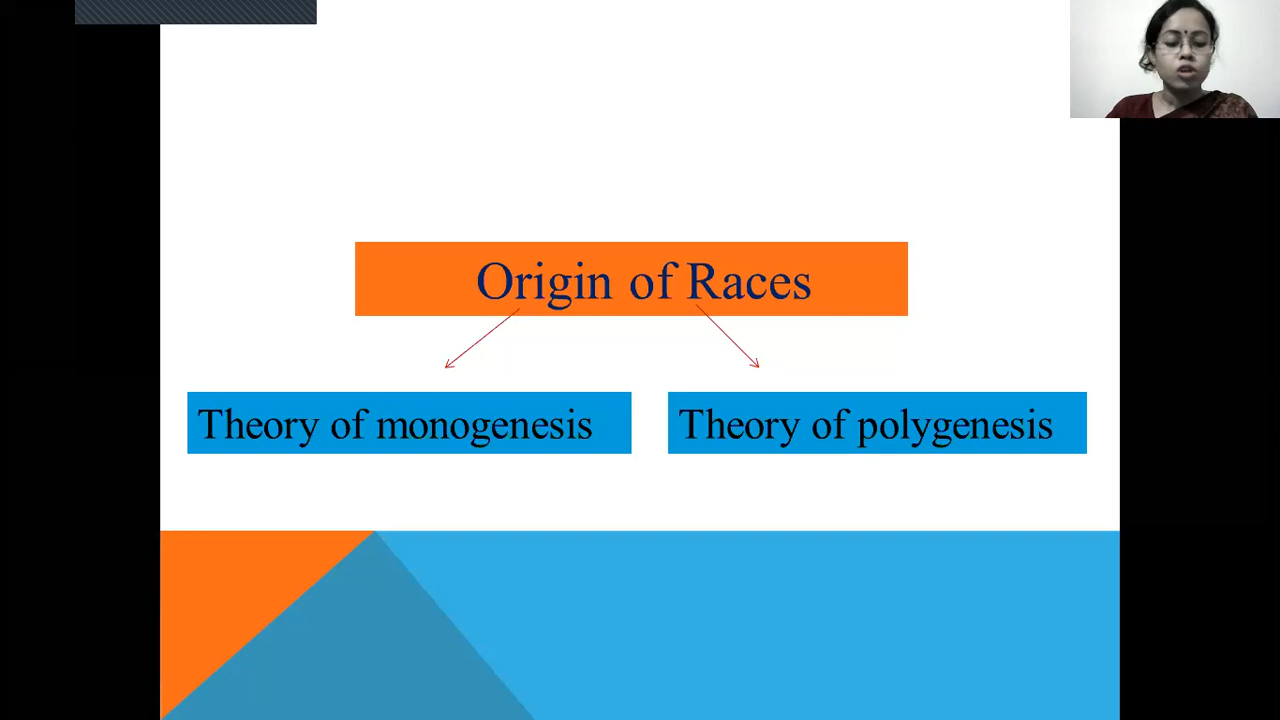 Origin of Races
Theory of monogenesis
Theory of polygenesis